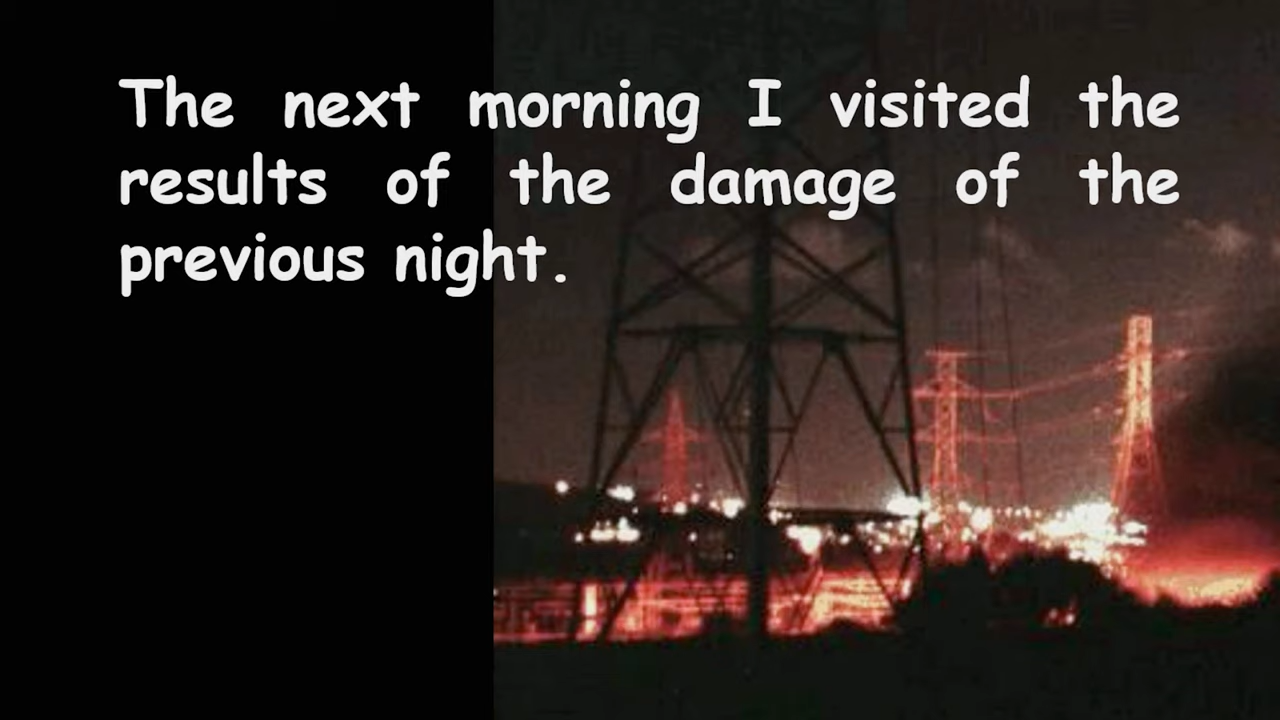 The next morning I visited the
results of the damage of the
previous night.